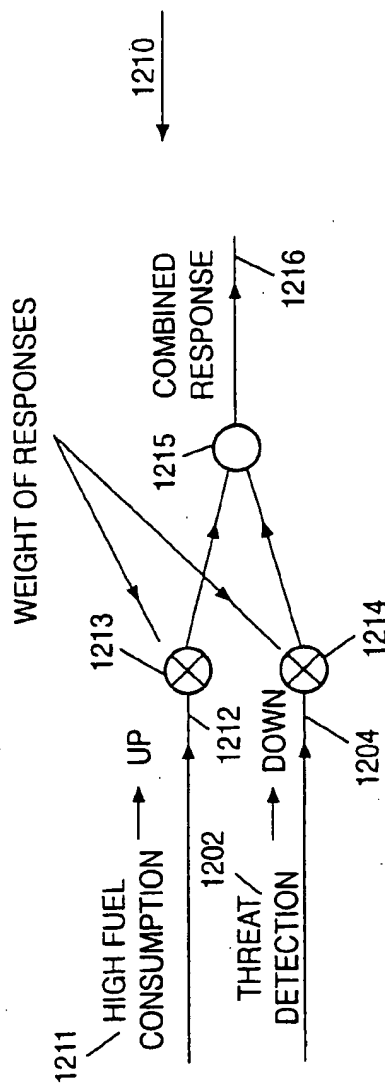 WEIGHT OF RESPONSES
1210
1211
HIGH FUEL
CONSUMPTION → UP
1213
1212
COMBINED
RESPONSE
1215
1216
1202
THREAT/
DETECTION → DOWN
1204
1214